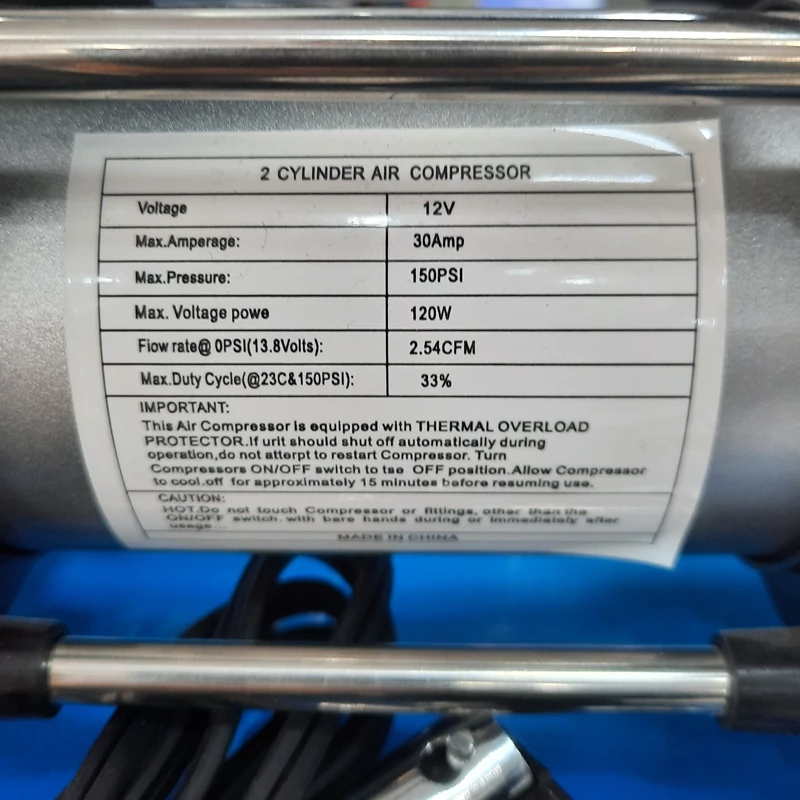 2 CYLINDER AIR COMPRESSOR
Voltage 12V
Max.Amperage: 30Amp
Max.Pressure: 150PSI
Max. Voltage powe 120W
Fiow rate@ 0PSI(13.8Volts): 2.54CFM
Max.Duty Cycle(@23C&150PSI): 33%
IMPORTANT:
This Air Compressor is equipped with THERMAL OVERLOAD
PROTECTOR.If urit should shut off automatically during
operation,do not atterpt to restart Compressor. Turn
Compressors ON/OFF switch to tse OFF position.Allow Compressor
to cool.off for approximately 15 minutes before resuming use.
CAUTION:
HOT.Do not touch Compressor or fittings, other than the
ON/OFF switch.with bare hands during or immediately after
usage...
MADE IN CHINA